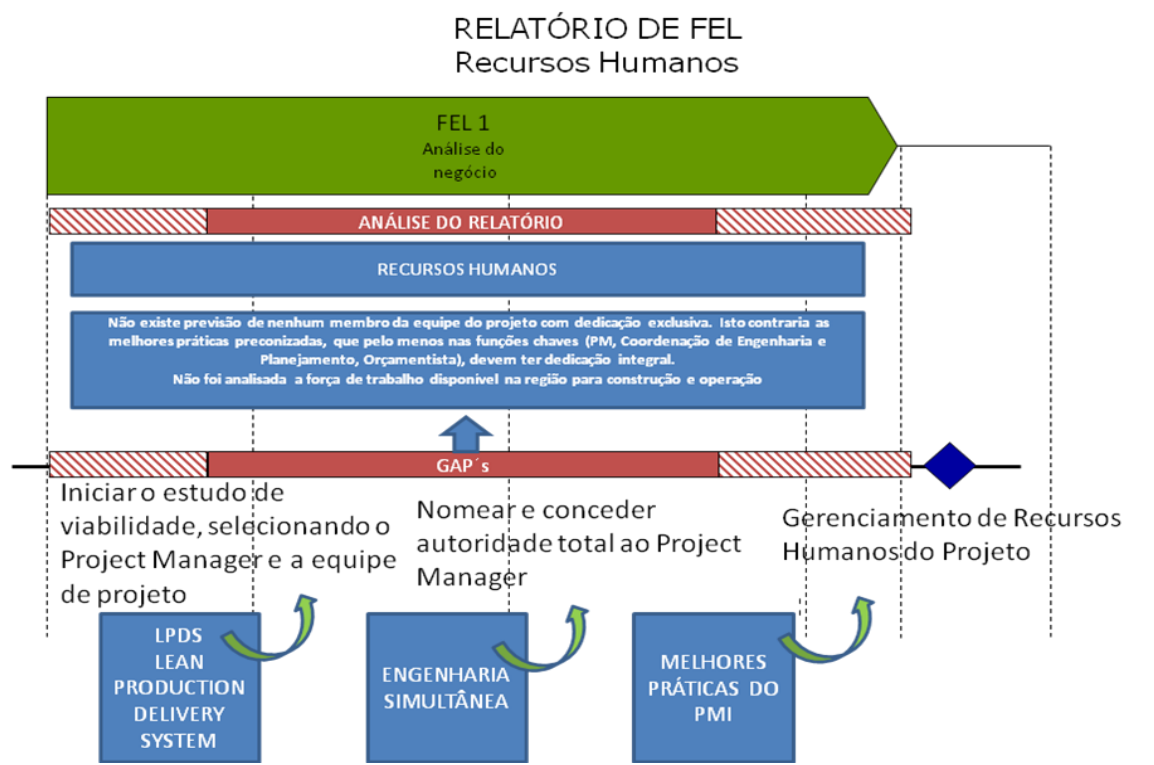 RELATÓRIO DE FEL
Recursos Humanos
FEL 1
Análise do
negócio
ANÁLISE DO RELATÓRIO
RECURSOS HUMANOS
Não existe previsão de nenhum membro da equipe do projeto com dedicação exclusiva. Isto contraria as
melhores práticas preconizadas, que pelo menos nas funções chaves (PM, Coordenação de Engenharia e
Planejamento, Orçamentista), devem ter dedicação integral.
Não foi analisada a força de trabalho disponivel na região para construção e operação
GAP´s
Iniciar o estudo de
viabilidade, selecionando o
Project Manager e a equipe
de projeto
Nomear e conceder
autoridade total ao Project
Manager
Gerenciamento de Recursos
Humanos do Projeto
LPDS
LEAN
PRODUCTION
DELIVERY
SYSTEM
ENGENHARIA
SIMULTÂNEA
MELHORES
PRÁTICAS DO
PMI